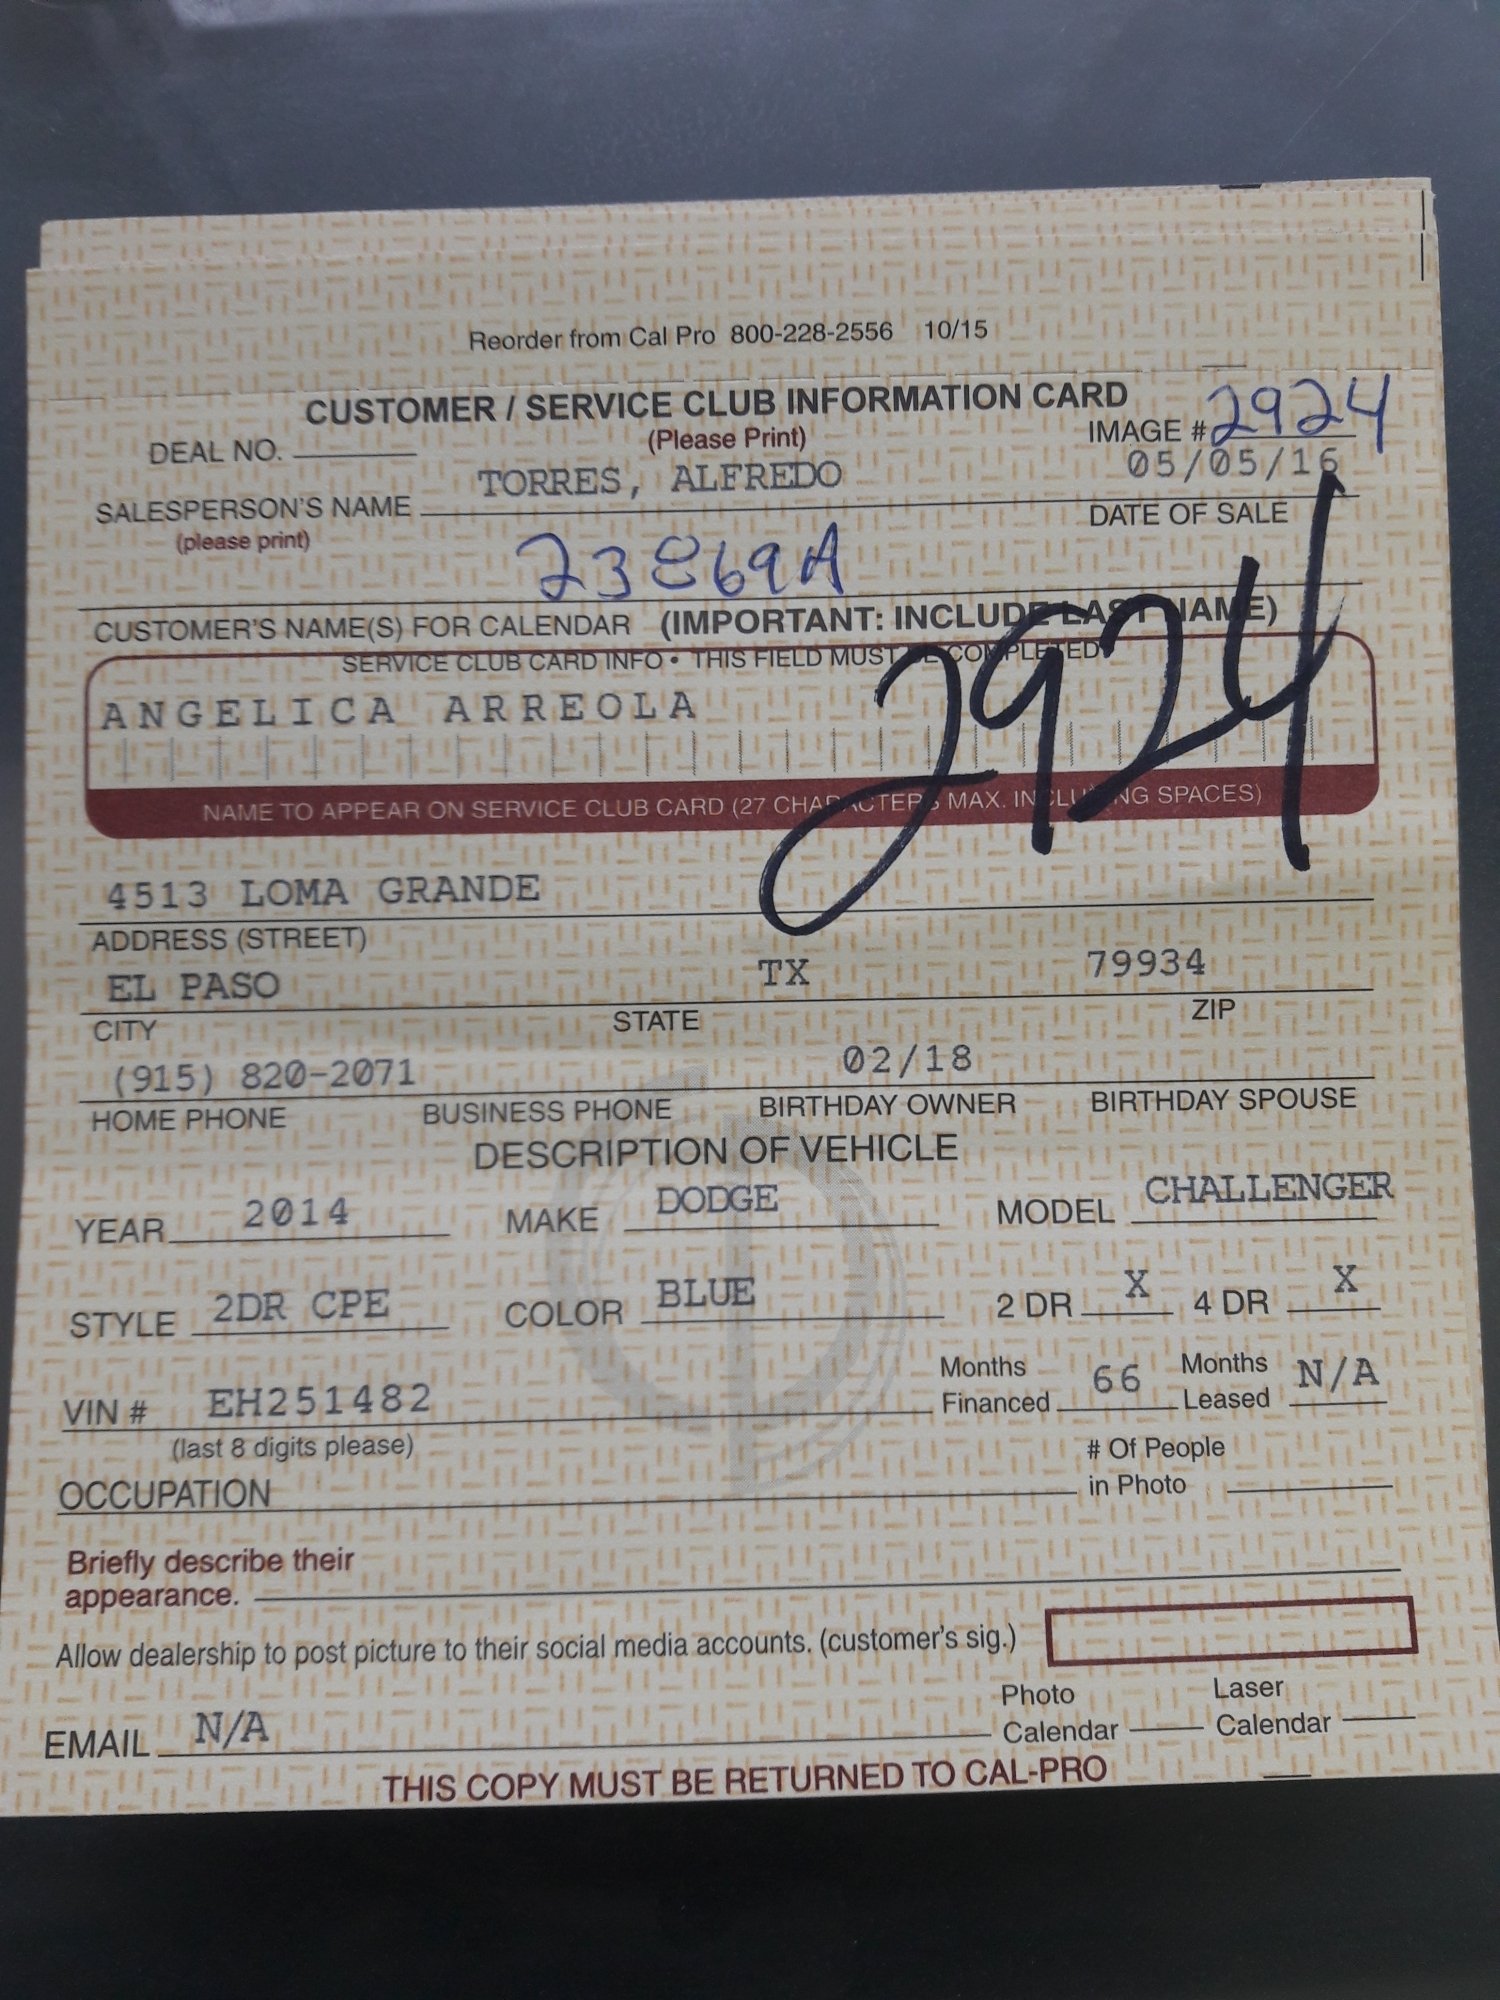 Reorder from Cal Pro 800-228-2556 10/15
CUSTOMER / SERVICE CLUB INFORMATION CARD
(Please Print)
DEAL NO.
IMAGE # 2924
TORRES, ALFREDO
05/05/16
SALESPERSON'S NAME
DATE OF SALE
(please print)
23869A
CUSTOMER'S NAME(S) FOR CALENDAR (IMPORTANT: INCLUDE LAST NAME)
2924
SERVICE CLUB CARD INFO • THIS FIELD MUST BE COMPLETED
ANGELICA ARREOLA
NAME TO APPEAR ON SERVICE CLUB CARD (27 CHARACTERS MAX. INCLUDING SPACES)
4513 LOMA GRANDE
ADDRESS (STREET)
EL PASO TX 79934
CITY STATE ZIP
(915) 820-2071 02/18
HOME PHONE BUSINESS PHONE BIRTHDAY OWNER BIRTHDAY SPOUSE
DESCRIPTION OF VEHICLE
YEAR 2014 MAKE DODGE MODEL CHALLENGER
STYLE 2DR CPE COLOR BLUE 2 DR X 4 DR X
VIN # EH251482
Months Financed 66 Months Leased N/A
(last 8 digits please)
OCCUPATION
# Of People
in Photo
Briefly describe their
appearance.
Allow dealership to post picture to their social media accounts. (customer's sig.)
EMAIL N/A
Photo Calendar Laser Calendar
THIS COPY MUST BE RETURNED TO CAL-PRO